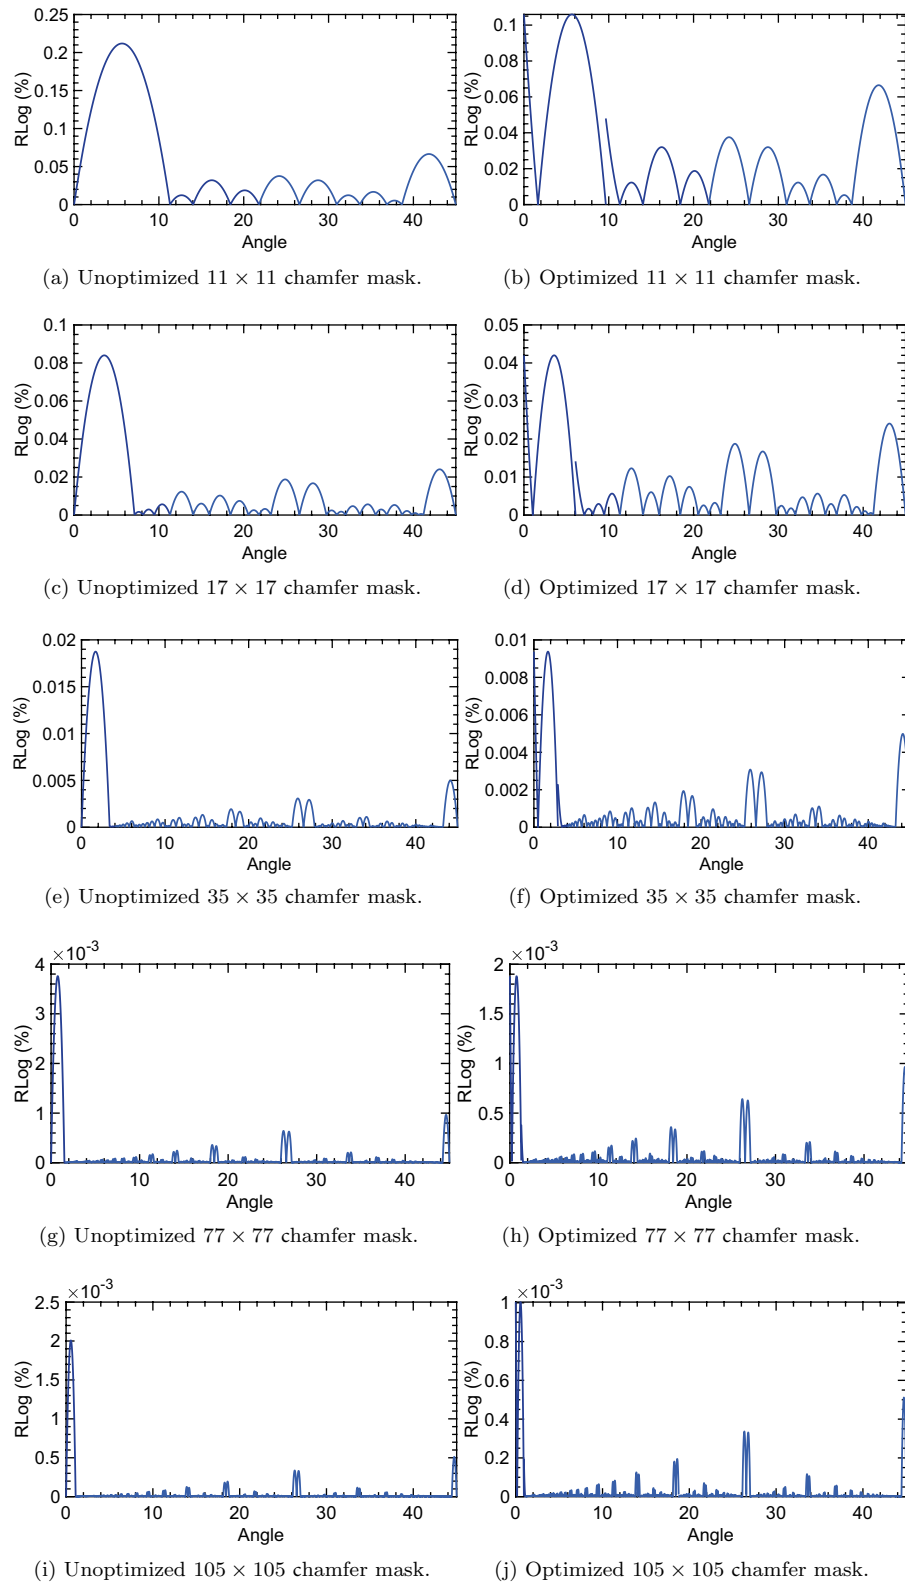 0.25
0.2
0.15
0.1
0.05
0
RLog (%)
0 10 20 30 40
Angle
(a) Unoptimized 11 × 11 chamfer mask.
0.1
0.08
0.06
0.04
0.02
0
RLog (%)
0 10 20 30 40
Angle
(b) Optimized 11 × 11 chamfer mask.
0.1
0.08
0.06
0.04
0.02
0
RLog (%)
0 10 20 30 40
Angle
(c) Unoptimized 17 × 17 chamfer mask.
0.05
0.04
0.03
0.02
0.01
0
RLog (%)
0 10 20 30 40
Angle
(d) Optimized 17 × 17 chamfer mask.
0.02
0.015
0.01
0.005
0
RLog (%)
0 10 20 30 40
Angle
(e) Unoptimized 35 × 35 chamfer mask.
0.01
0.008
0.006
0.004
0.002
0
RLog (%)
0 10 20 30 40
Angle
(f) Optimized 35 × 35 chamfer mask.
×10-3
4
3
2
1
0
RLog (%)
0 10 20 30 40
Angle
(g) Unoptimized 77 × 77 chamfer mask.
×10-3
2
1.5
1
0.5
0
RLog (%)
0 10 20 30 40
Angle
(h) Optimized 77 × 77 chamfer mask.
×10-3
2.5
2
1.5
1
0.5
0
RLog (%)
0 10 20 30 40
Angle
(i) Unoptimized 105 × 105 chamfer mask.
×10-3
1
0.8
0.6
0.4
0.2
0
RLog (%)
0 10 20 30 40
Angle
(j) Optimized 105 × 105 chamfer mask.